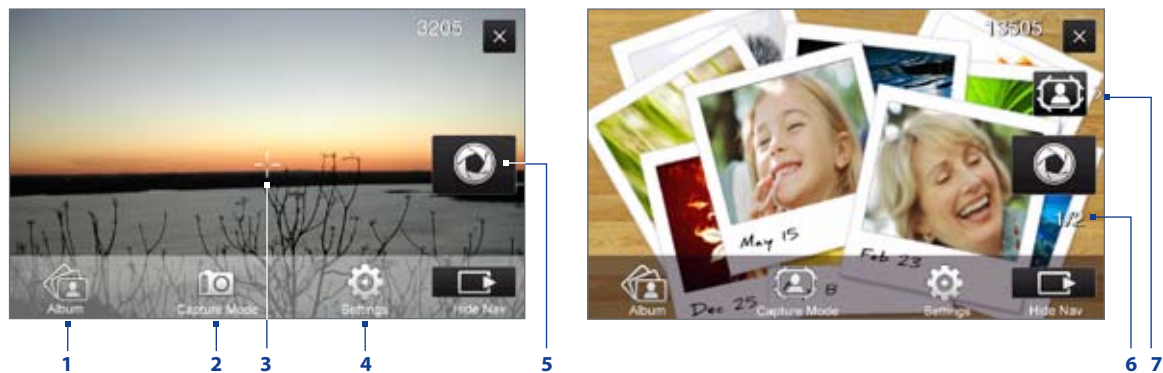 3205
Album
Capture Mode
Settings
Hide Nav
1
2
3
4
5
13505
May 15
Feb 23
Dec 25
8
1/2
Album
Capture Mode
Settings
Hide Nav
6
7